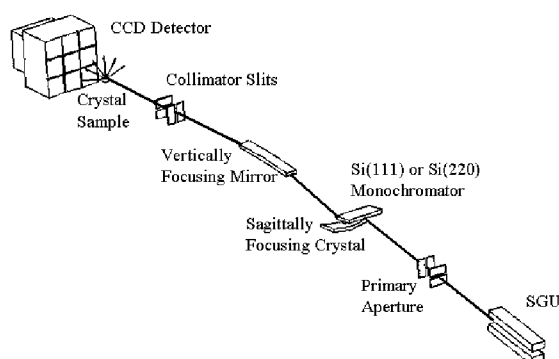 CCD Detector
Collimator Slits
Crystal
Sample
Vertically
Focusing Mirror
Si(111) or Si(220)
Monochromator
Sagittally
Focusing Crystal
Primary
Aperture
SGU